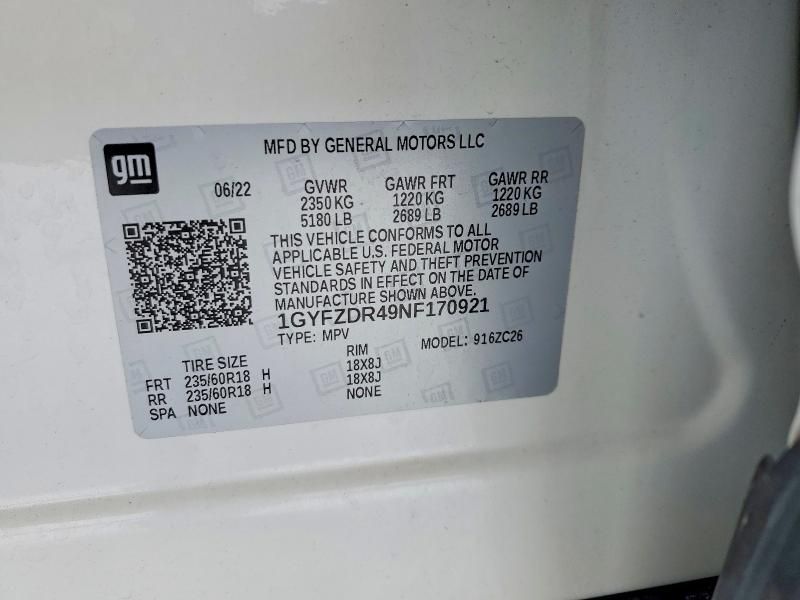 gm
MFD BY GENERAL MOTORS LLC
06/22 GVWR GAWR FRT GAWR RR
2350 KG 1220 KG 1220 KG
5180 LB 2689 LB 2689 LB
THIS VEHICLE CONFORMS TO ALL
APPLICABLE U.S. FEDERAL MOTOR
VEHICLE SAFETY AND THEFT PREVENTION
STANDARDS IN EFFECT ON THE DATE OF
MANUFACTURE SHOWN ABOVE.
1GYFZDR49NF170921
TYPE: MPV MODEL: 916ZC26
TIRE SIZE RIM
FRT 235/60R18 H 18X8J
RR 235/60R18 H 18X8J
SPA NONE NONE